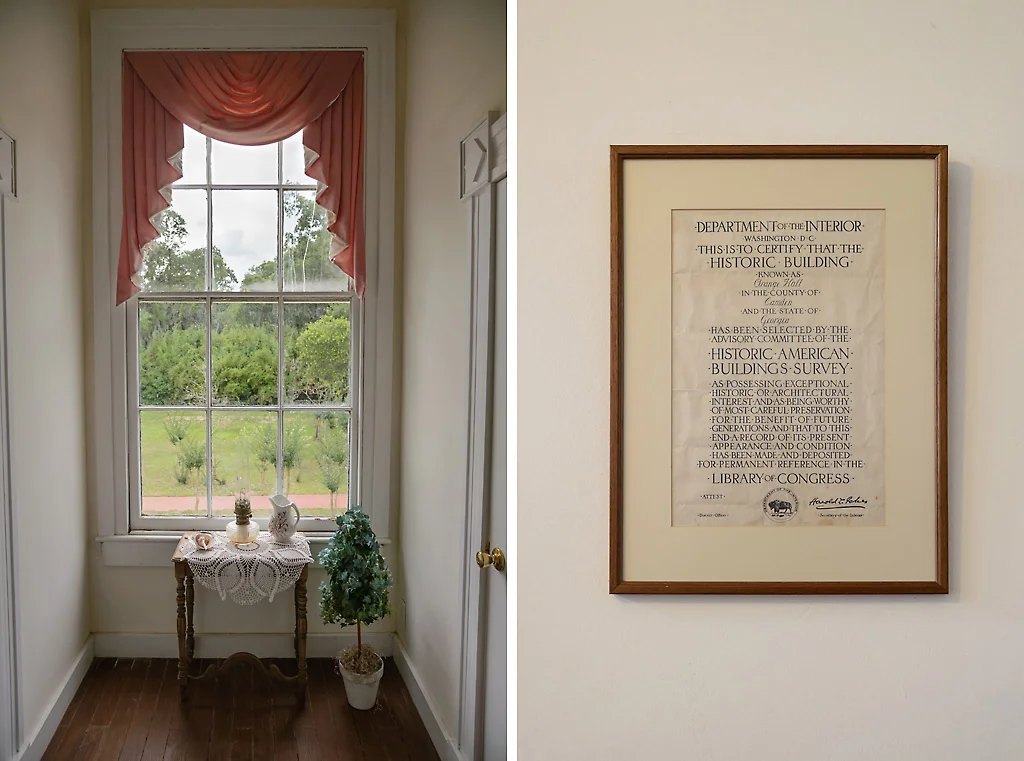 ·DEPARTMENT OF THE INTERIOR·
WASHINGTON D·C·
·THIS·IS·TO·CERTIFY·THAT·THE·
·HISTORIC·BUILDING·
·KNOWN·AS·
Orange Hall
·IN·THE·COUNTY·OF·
Camden
·AND·THE·STATE·OF·
Georgia
·HAS·BEEN·SELECTED·BY·THE·
·ADVISORY·COMMITTEE·OF·THE·
·HISTORIC·AMERICAN·
·BUILDINGS·SURVEY·
·AS·POSSESSING·EXCEPTIONAL·
·HISTORIC·OR·ARCHITECTURAL·
·INTEREST·AND·AS·BEING·WORTHY·
·OF·MOST·CAREFUL·PRESERVATION·
·FOR·THE·BENEFIT·OF·FUTURE·
·GENERATIONS·AND·THAT·TO·THIS·
·END·A·RECORD·OF·ITS·PRESENT·
·APPEARANCE·AND·CONDITION·
·HAS·BEEN·MADE·AND·DEPOSITED·
·FOR·PERMANENT·REFERENCE·IN·THE·
·LIBRARY OF CONGRESS·
·ATTEST·
Harold L. Ickes
·District·Officer·
·Secretary·of·the·Interior·